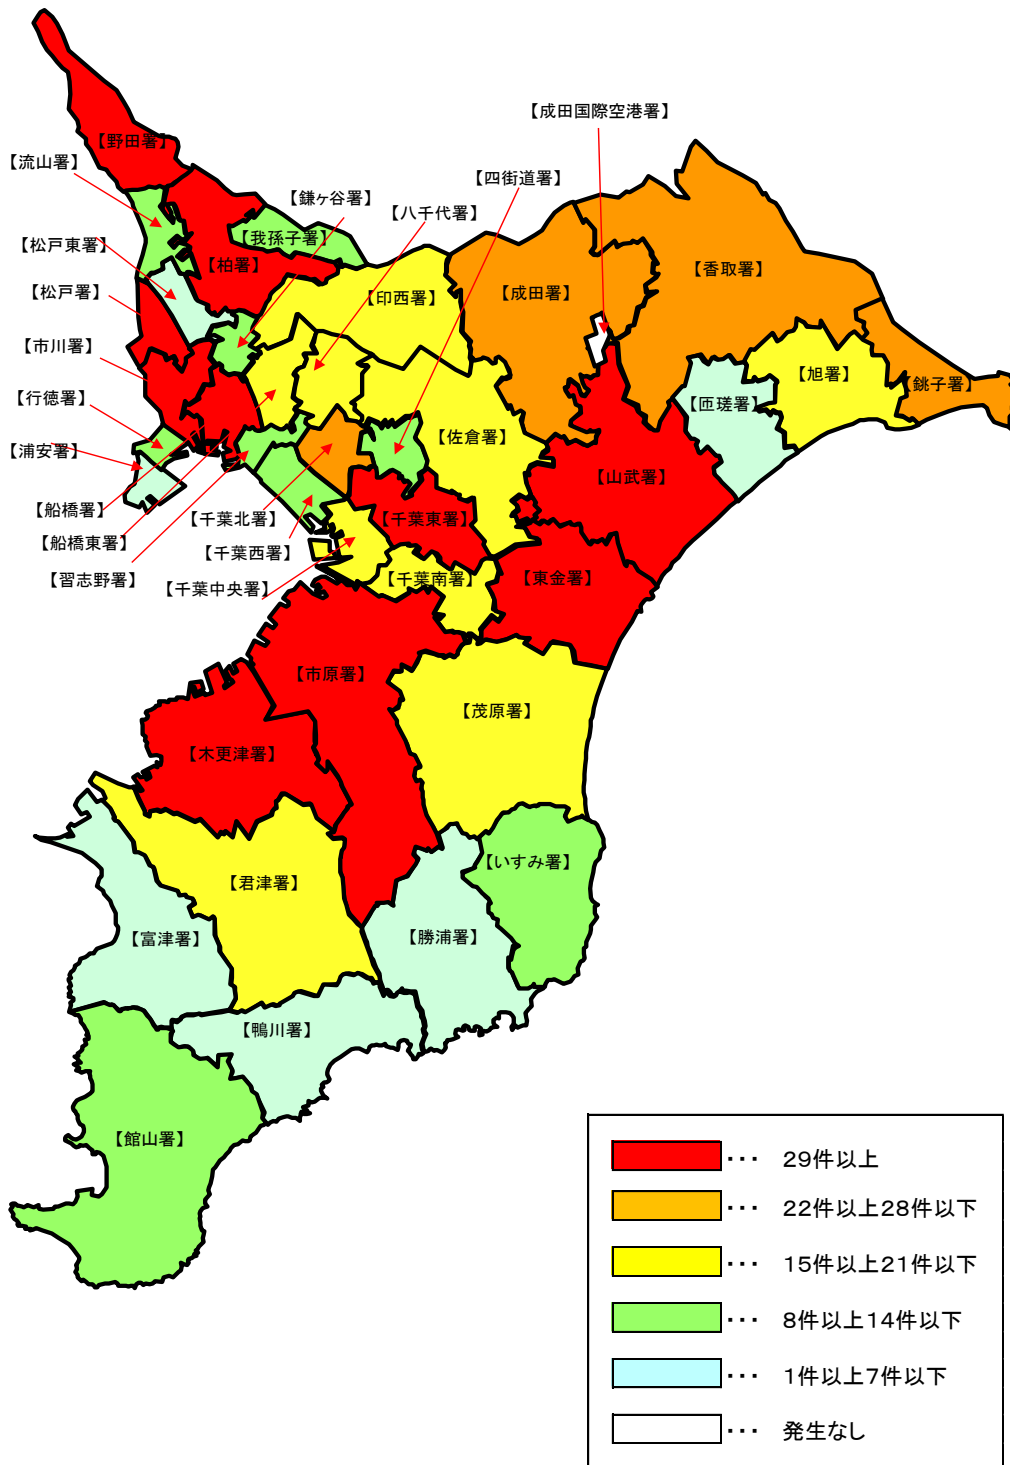 【成田国際空港署】
【野田署】
【流山署】
【四街道署】
【鎌ヶ谷署】
【八千代署】
【我孫子署】
【松戸東署】
【柏署】
【香取署】
【成田署】
【松戸署】
【印西署】
【市川署】
【旭署】
【銚子署】
【行徳署】
【匝瑳署】
【佐倉署】
【浦安署】
【山武署】
【船橋署】
【千葉北署】
【千葉東署】
【船橋東署】
【千葉西署】
【習志野署】
【千葉南署】
【東金署】
【千葉中央署】
【市原署】
【茂原署】
【木更津署】
【いすみ署】
【君津署】
【富津署】
【勝浦署】
【鴨川署】
【館山署】
・・・ 29件以上
・・・ 22件以上28件以下
・・・ 15件以上21件以下
・・・ 8件以上14件以下
・・・ 1件以上7件以下
・・・ 発生なし